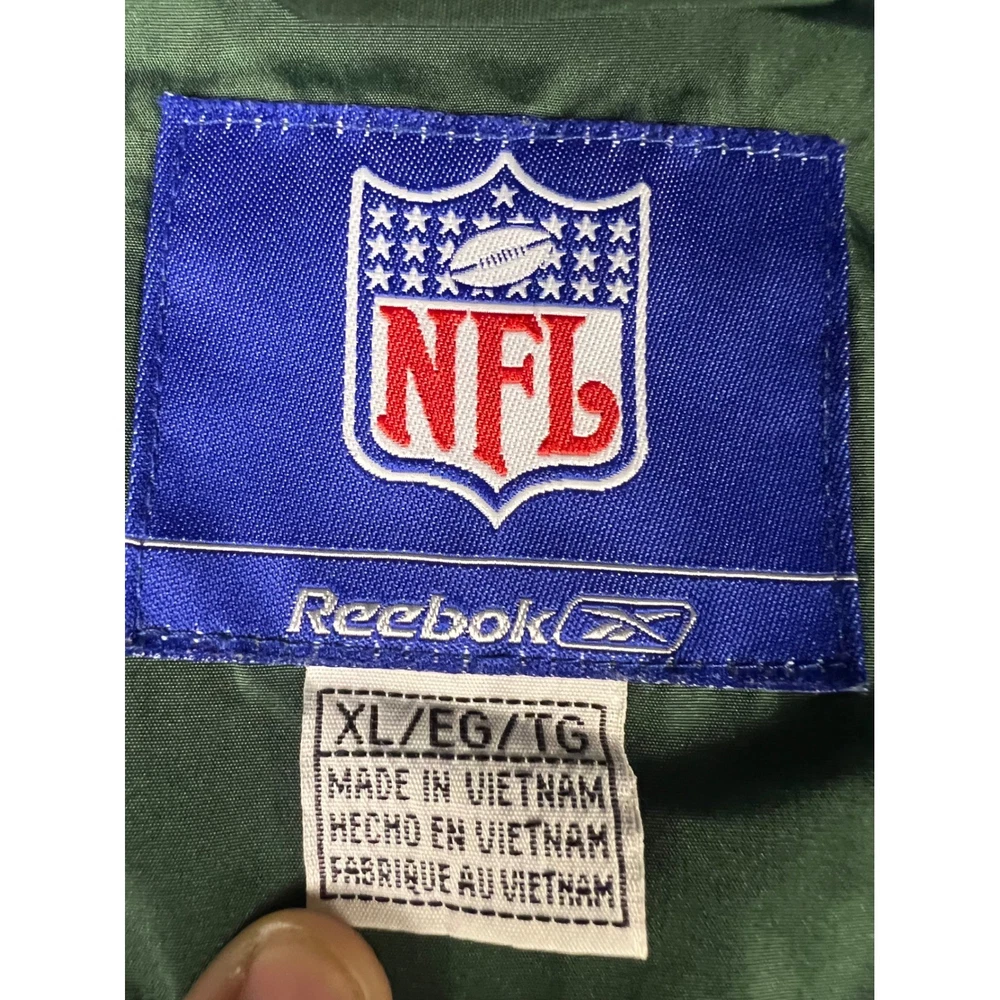 NFL
Reebok
XL/EG/TG
MADE IN VIETNAM
HECHO EN VIETNAM
FABRIQUE AU VIETNAM